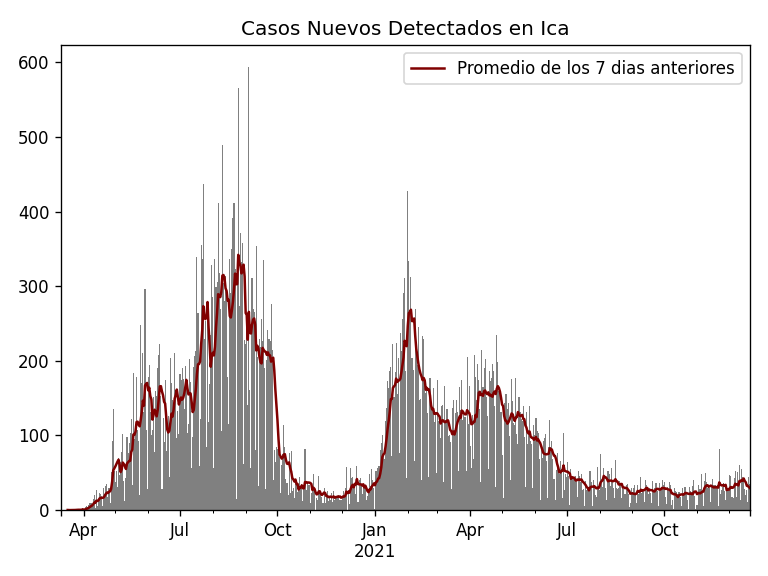 Casos Nuevos Detectados en Ica
Promedio de los 7 dias anteriores
600
500
400
300
200
100
0
Apr Jul Oct Jan Apr Jul Oct
2021